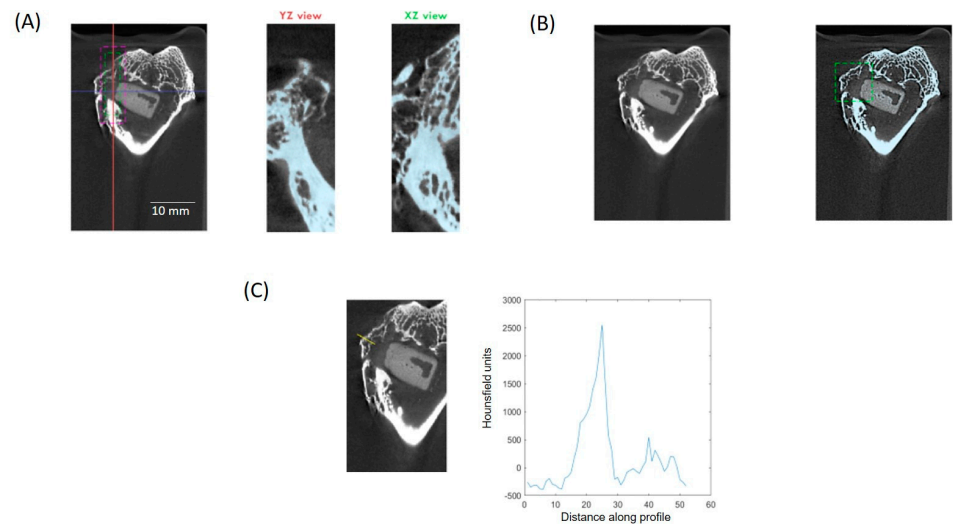 (A)
YZ view
XZ view
10 mm
(B)
(C)
Hounsfield units
3000
2500
2000
1500
1000
500
0
-500
0
10
20
30
40
50
60
Distance along profile